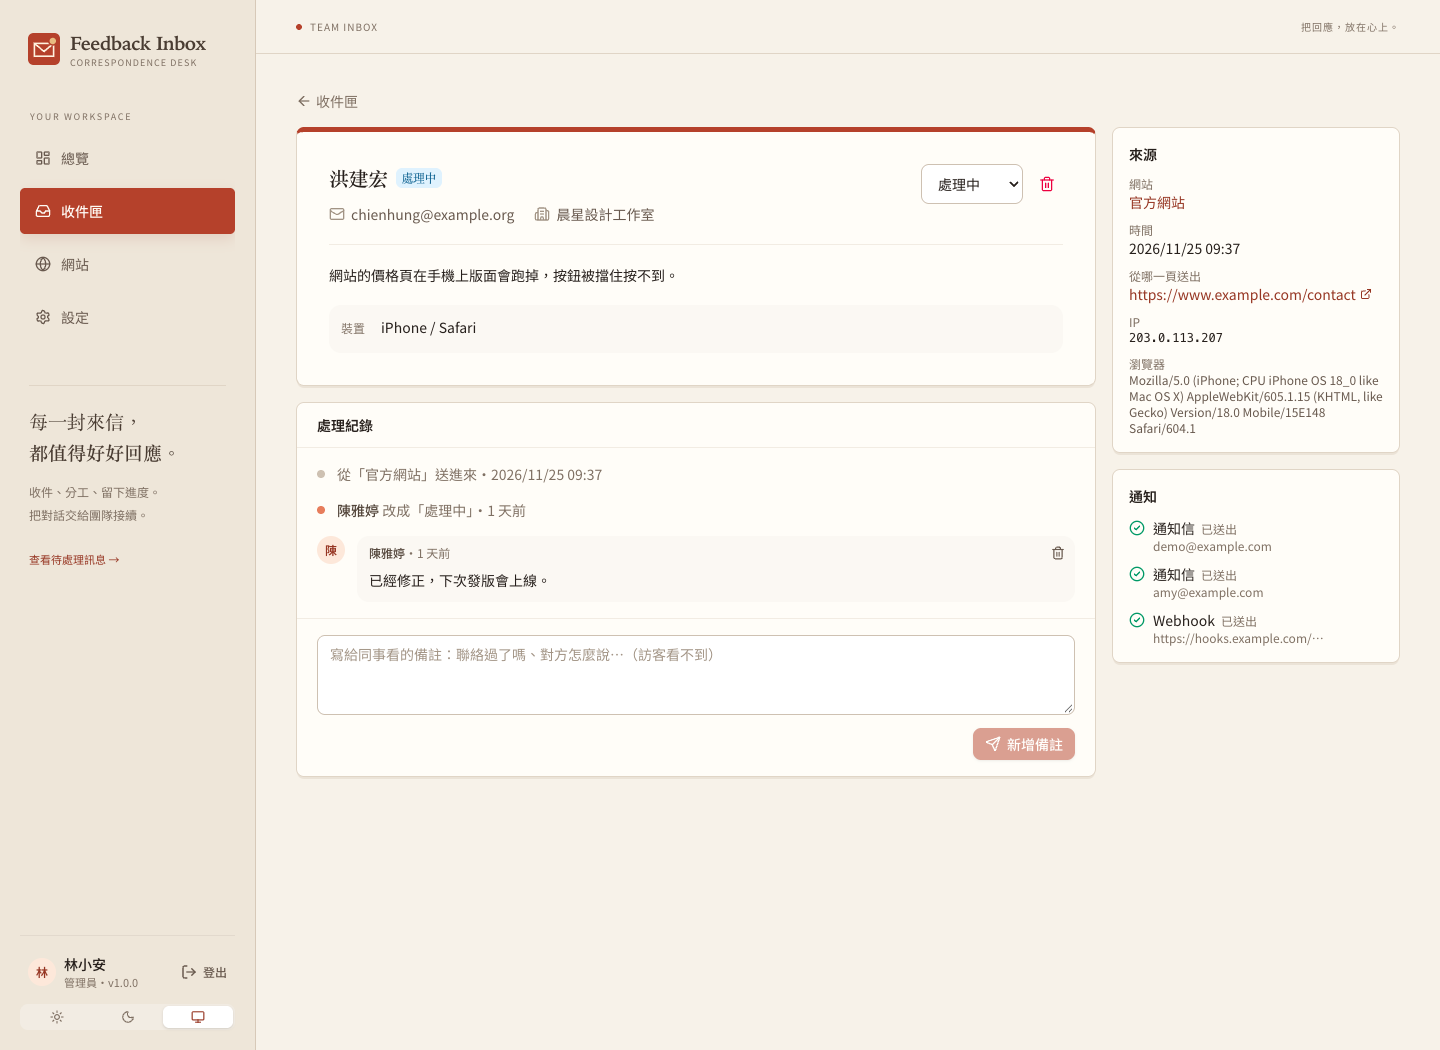 Feedback Inbox
CORRESPONDENCE DESK
YOUR WORKSPACE
總覽
收件匣
網站
設定
每一封來信，
都值得好好回應。
收件、分工、留下進度。
把對話交給團隊接續。
查看待處理訊息 →
林
林小安
管理員・v1.0.0
登出
TEAM INBOX
把回應，放在心上。
收件匣
洪建宏 處理中
處理中
chienhung@example.org 晨星設計工作室
網站的價格頁在手機上版面會跑掉，按鈕被擋住按不到。
裝置 iPhone / Safari
處理紀錄
從「官方網站」送進來・2026/11/25 09:37
陳雅婷 改成「處理中」・1 天前
陳
陳雅婷・1 天前
已經修正，下次發版會上線。
寫給同事看的備註：聯絡過了嗎、對方怎麼說⋯（訪客看不到）
新增備註
來源
網站
官方網站
時間
2026/11/25 09:37
從哪一頁送出
https://www.example.com/contact
IP
203.0.113.207
瀏覽器
Mozilla/5.0 (iPhone; CPU iPhone OS 18_0 like
Mac OS X) AppleWebKit/605.1.15 (KHTML, like
Gecko) Version/18.0 Mobile/15E148
Safari/604.1
通知
通知信 已送出
demo@example.com
通知信 已送出
amy@example.com
Webhook 已送出
https://hooks.example.com/⋯